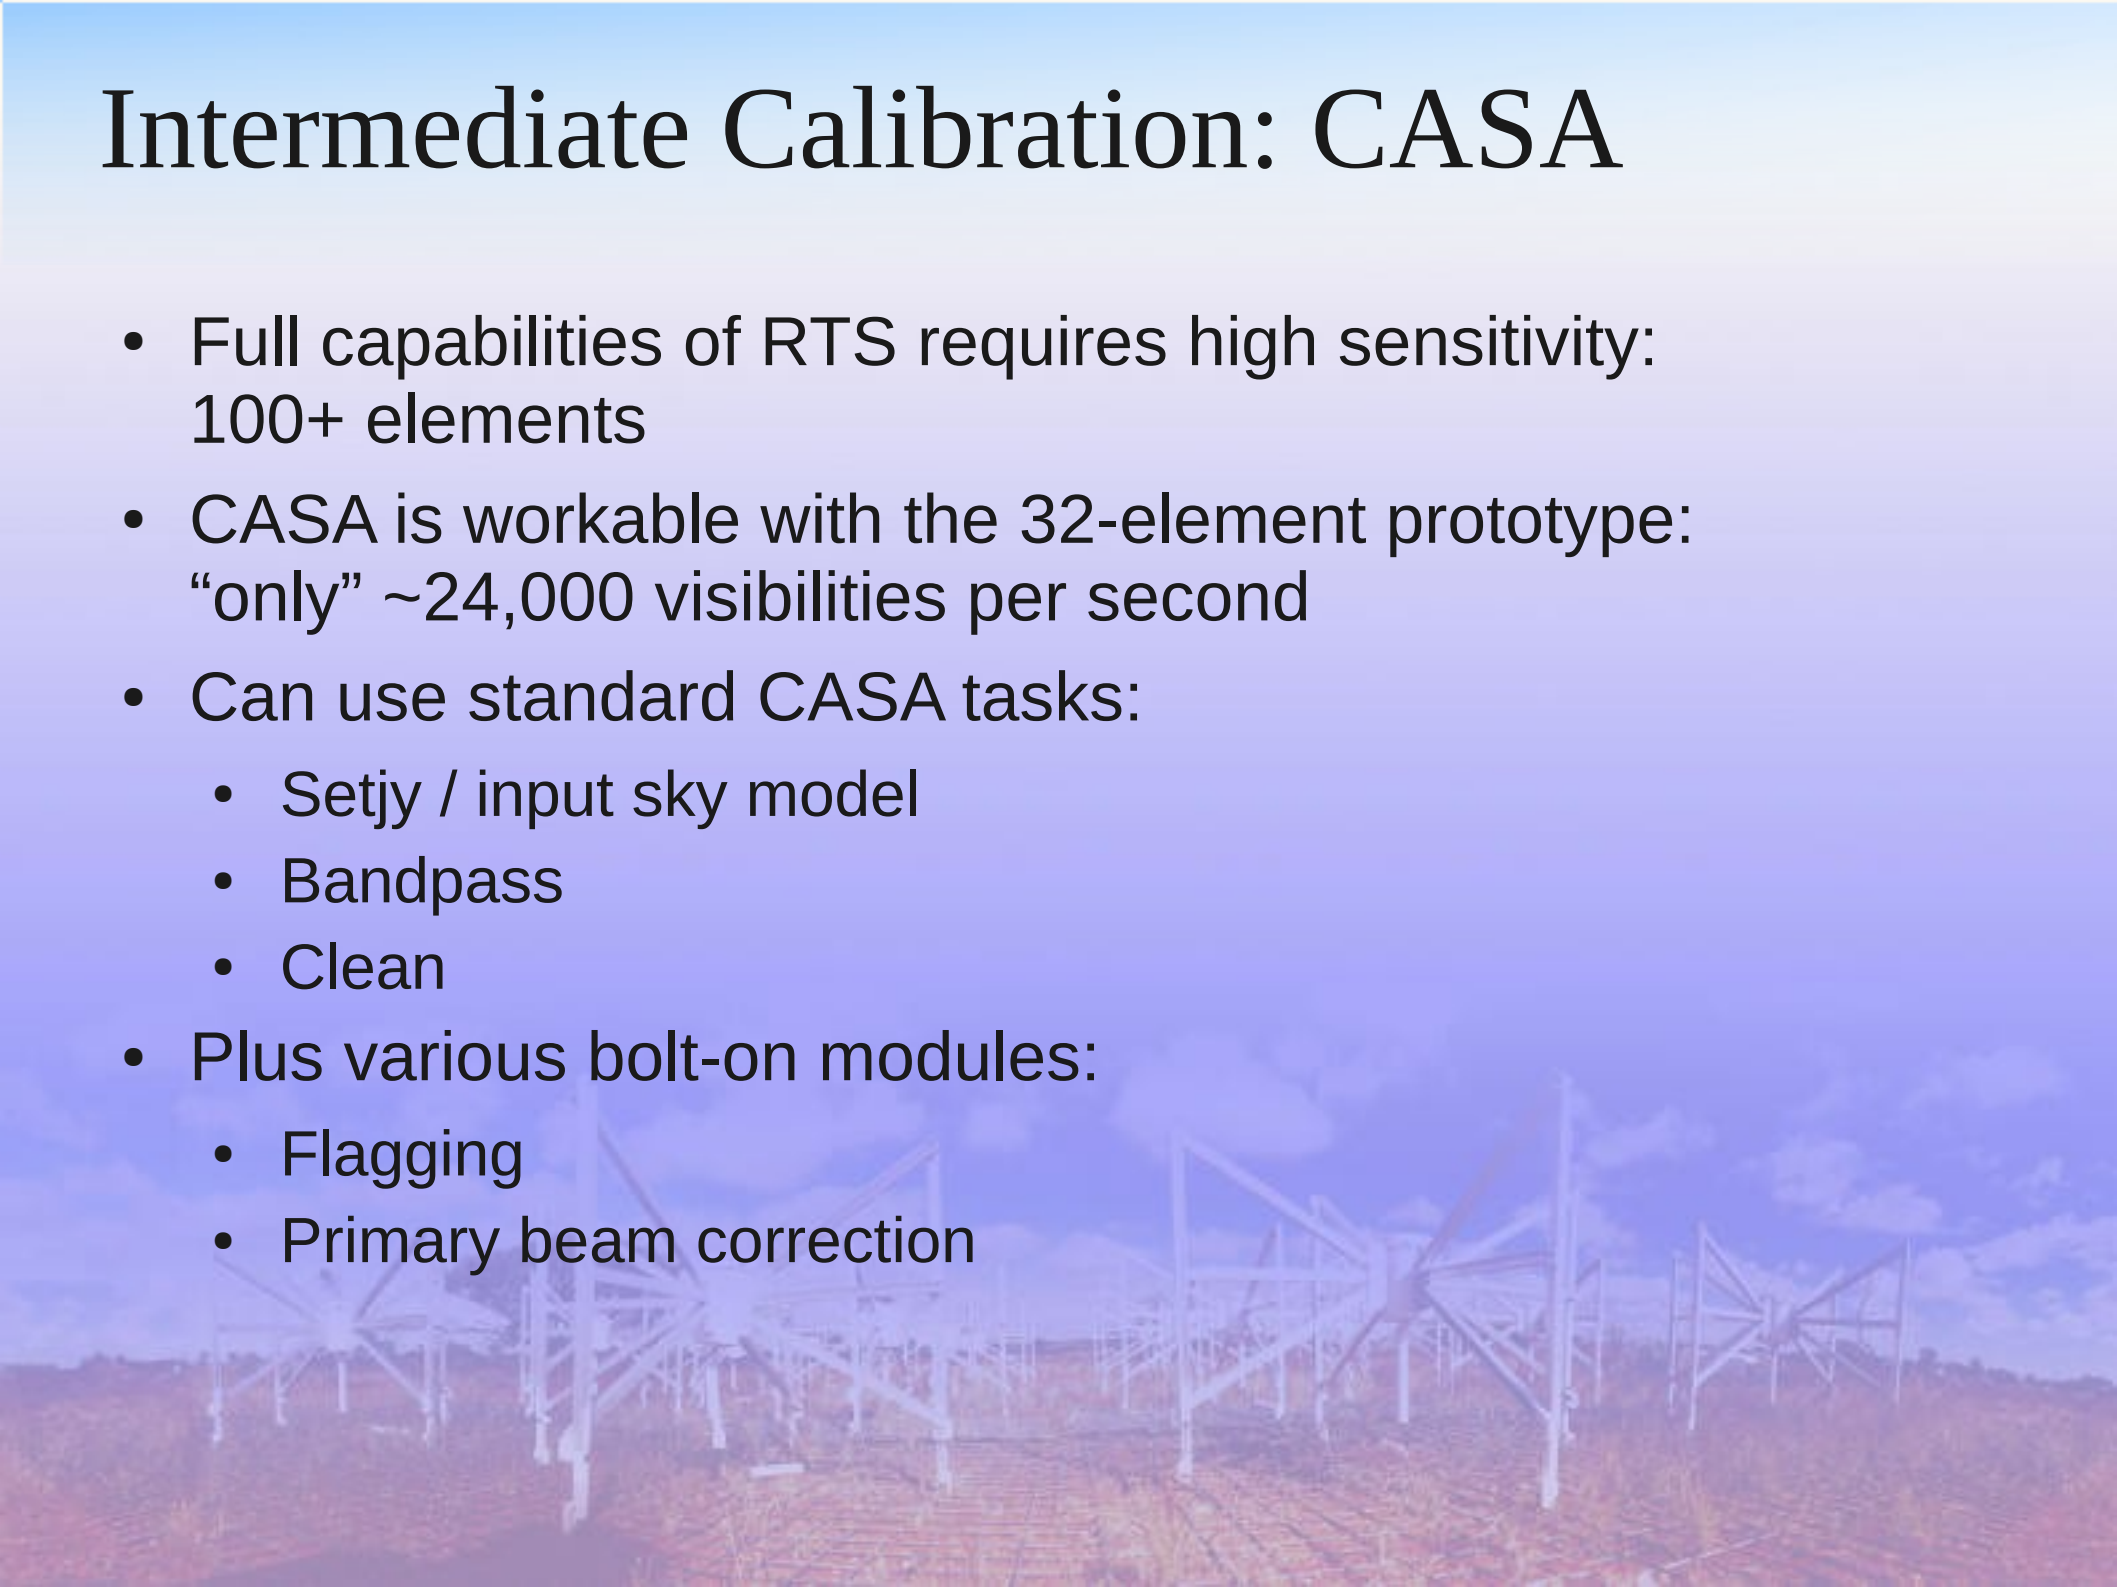 Intermediate Calibration: CASA
• Full capabilities of RTS requires high sensitivity:
100+ elements
• CASA is workable with the 32-element prototype:
“only” ~24,000 visibilities per second
• Can use standard CASA tasks:
• Setjy / input sky model
• Bandpass
• Clean
• Plus various bolt-on modules:
• Flagging
• Primary beam correction